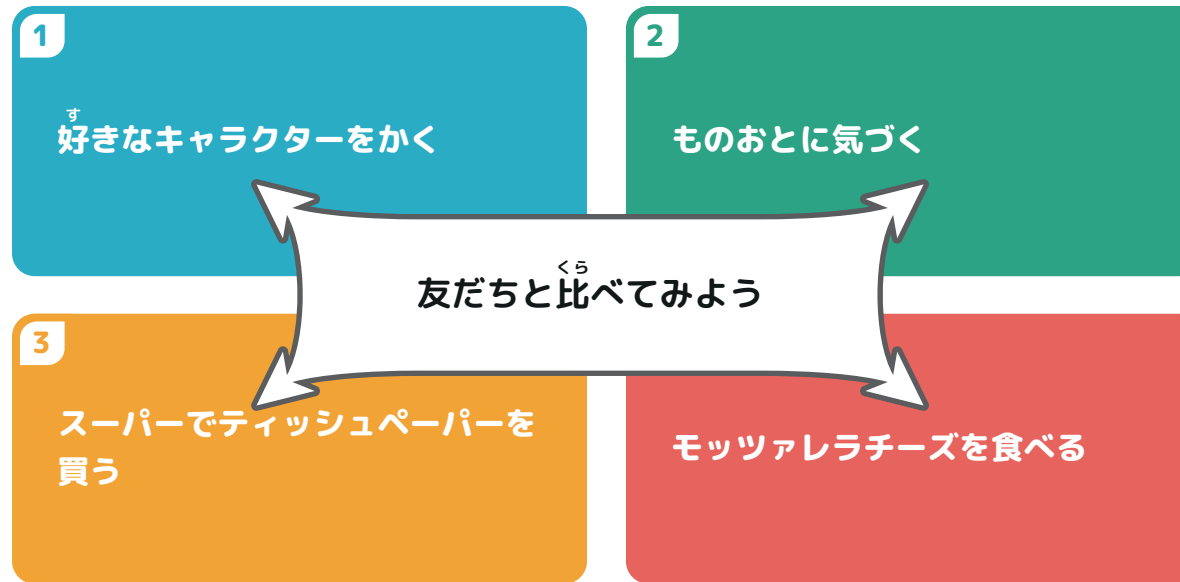 1
好きなキャラクターをかく
す
2
ものおとに気づく
友だちと比べてみよう
くら
3
スーパーでティッシュペーパーを
買う
モッツァレラチーズを食べる